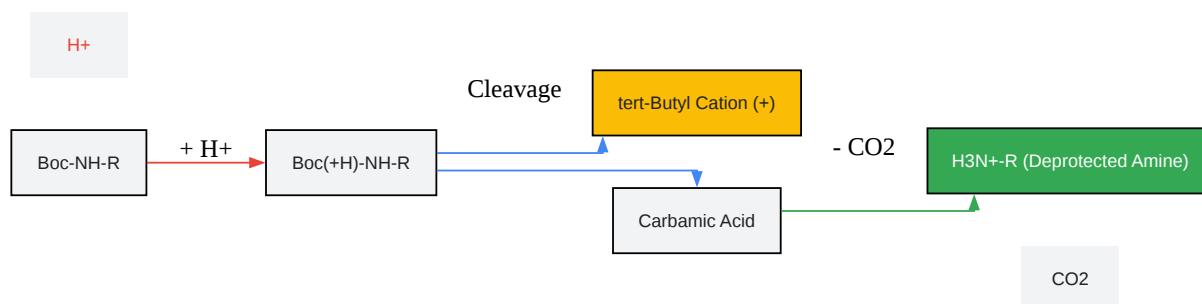 H+
Cleavage
tert-Butyl Cation (+)
Boc-NH-R
+ H+
Boc(+H)-NH-R
- CO2
H3N+-R (Deprotected Amine)
Carbamic Acid
CO2